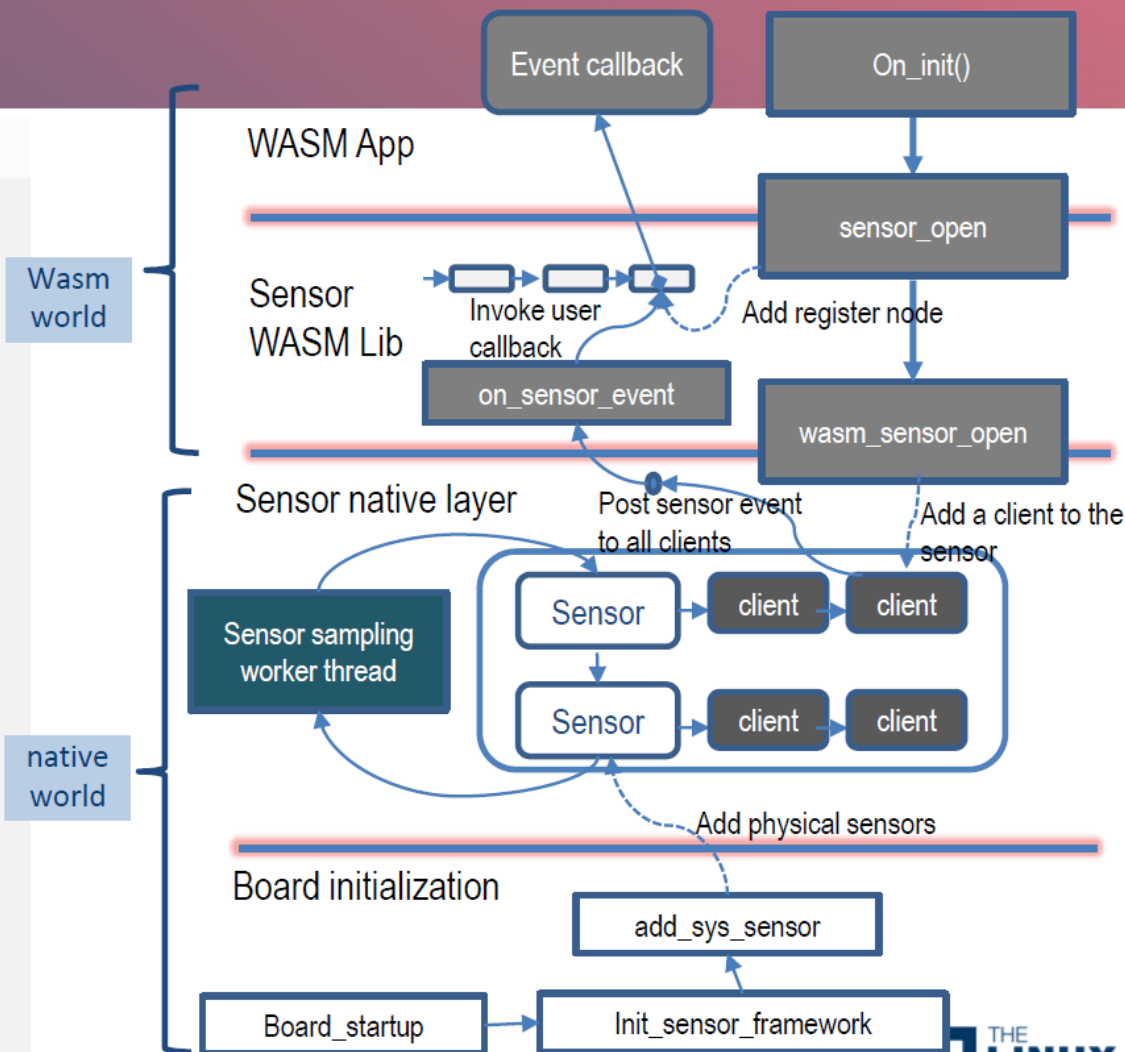 Event callback
On_init()
WASM App
sensor_open
Wasm
world
Sensor
WASM Lib
Invoke user
callback
Add register node
on_sensor_event
wasm_sensor_open
Sensor native layer
Post sensor event
to all clients
Add a client to the
sensor
Sensor sampling
worker thread
Sensor
client
client
Sensor
client
client
native
world
Add physical sensors
Board initialization
add_sys_sensor
Board_startup
Init_sensor_framework
THE
LINUX